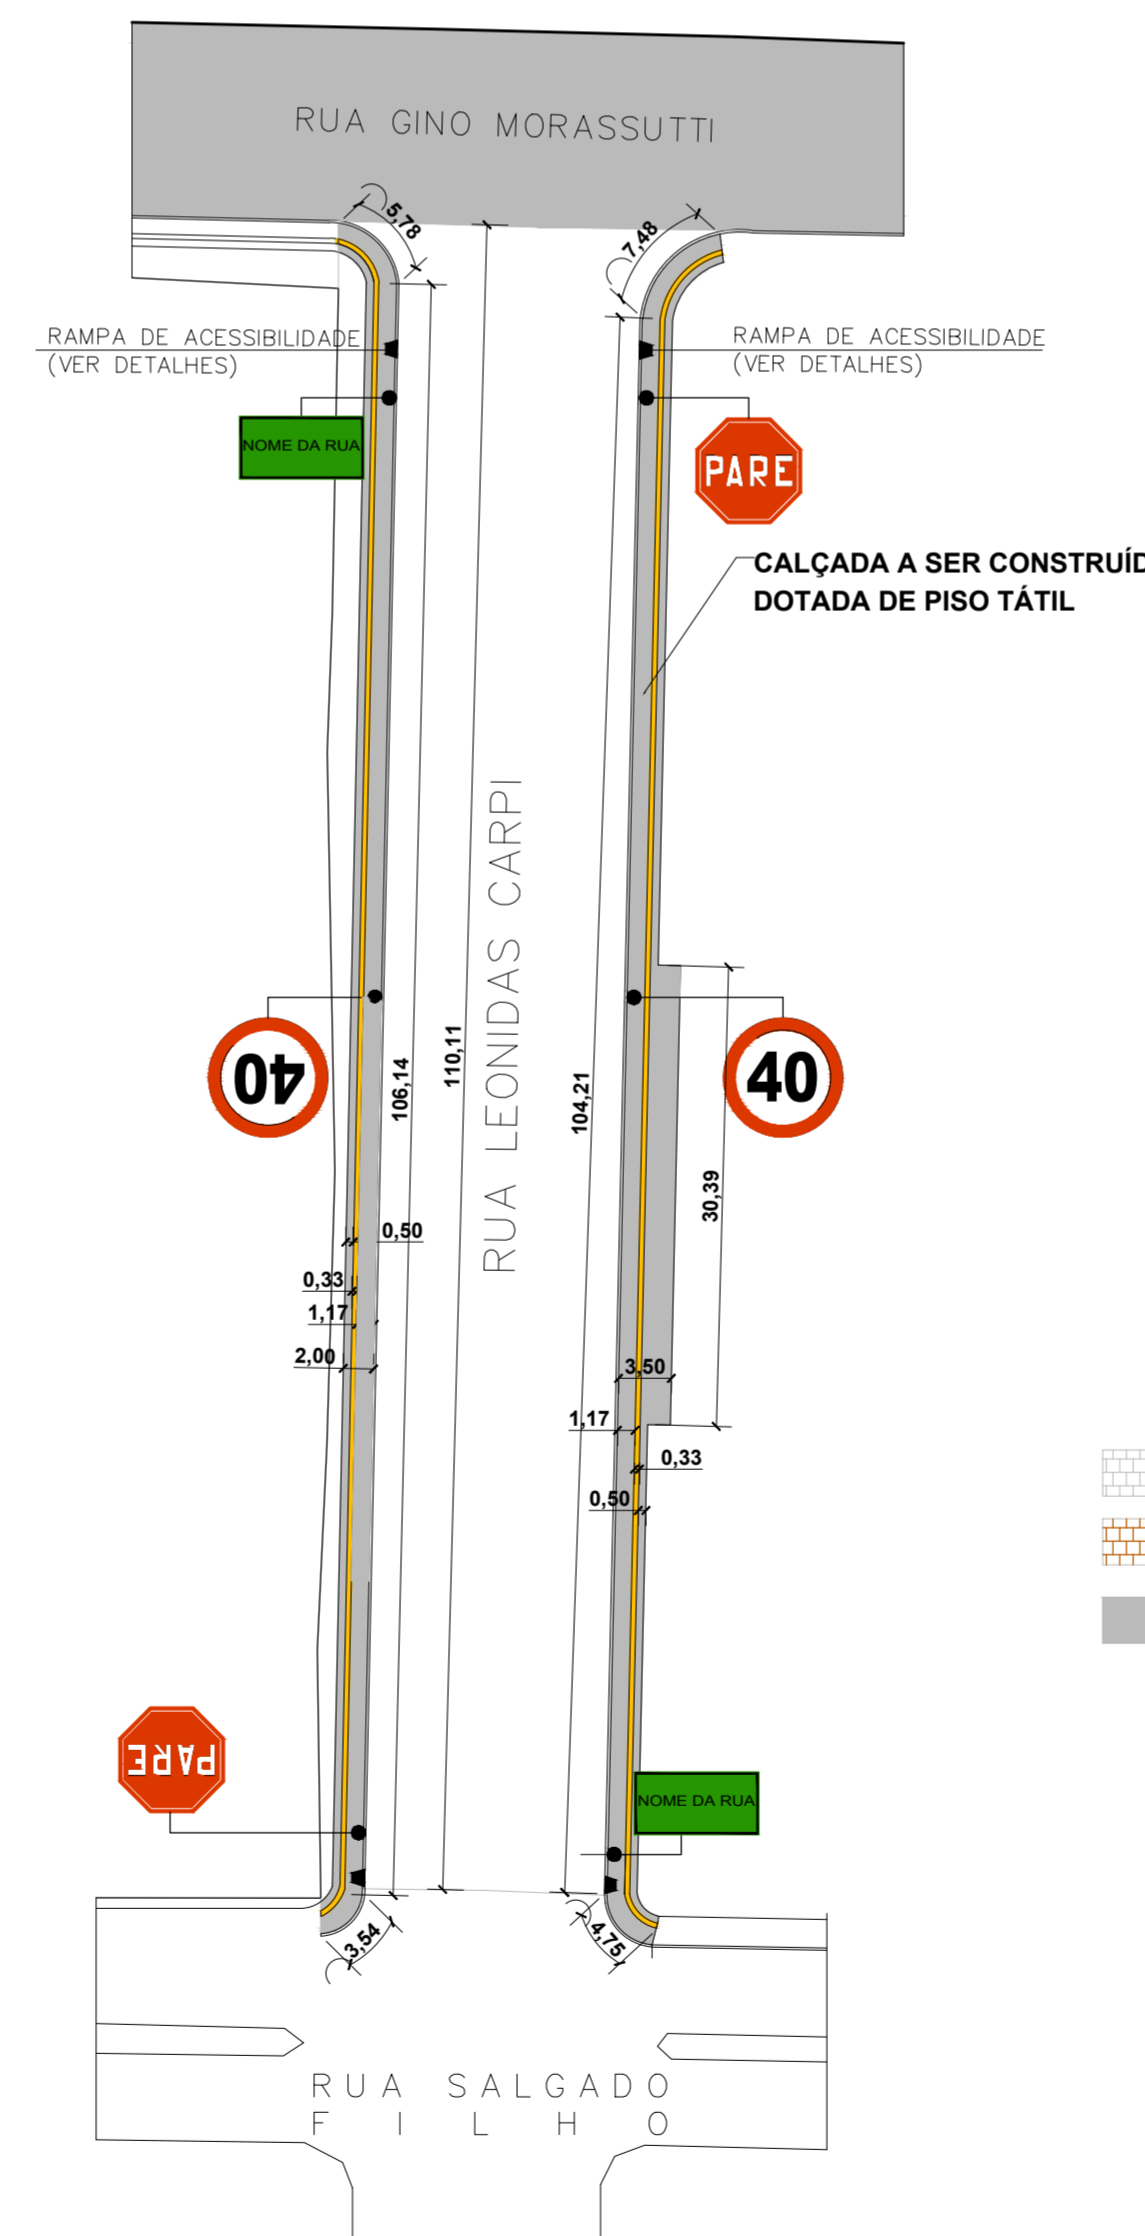 RUA GINO MORASSUTTI
5,78
7,48
RAMPA DE ACESSIBILIDADE
(VER DETALHES)
RAMPA DE ACESSIBILIDADE
(VER DETALHES)
NOME DA RUA
PARE
CALÇADA A SER CONSTRUÍD
DOTADA DE PISO TÁTIL
RUA LEONIDAS CARPI
40
40
106,14
110,11
104,21
30,39
0,50
0,33
1,17
2,00
3,50
1,17
0,33
0,50
PARE
NOME DA RUA
3,54
4,75
RUA SALGADO
FILHO